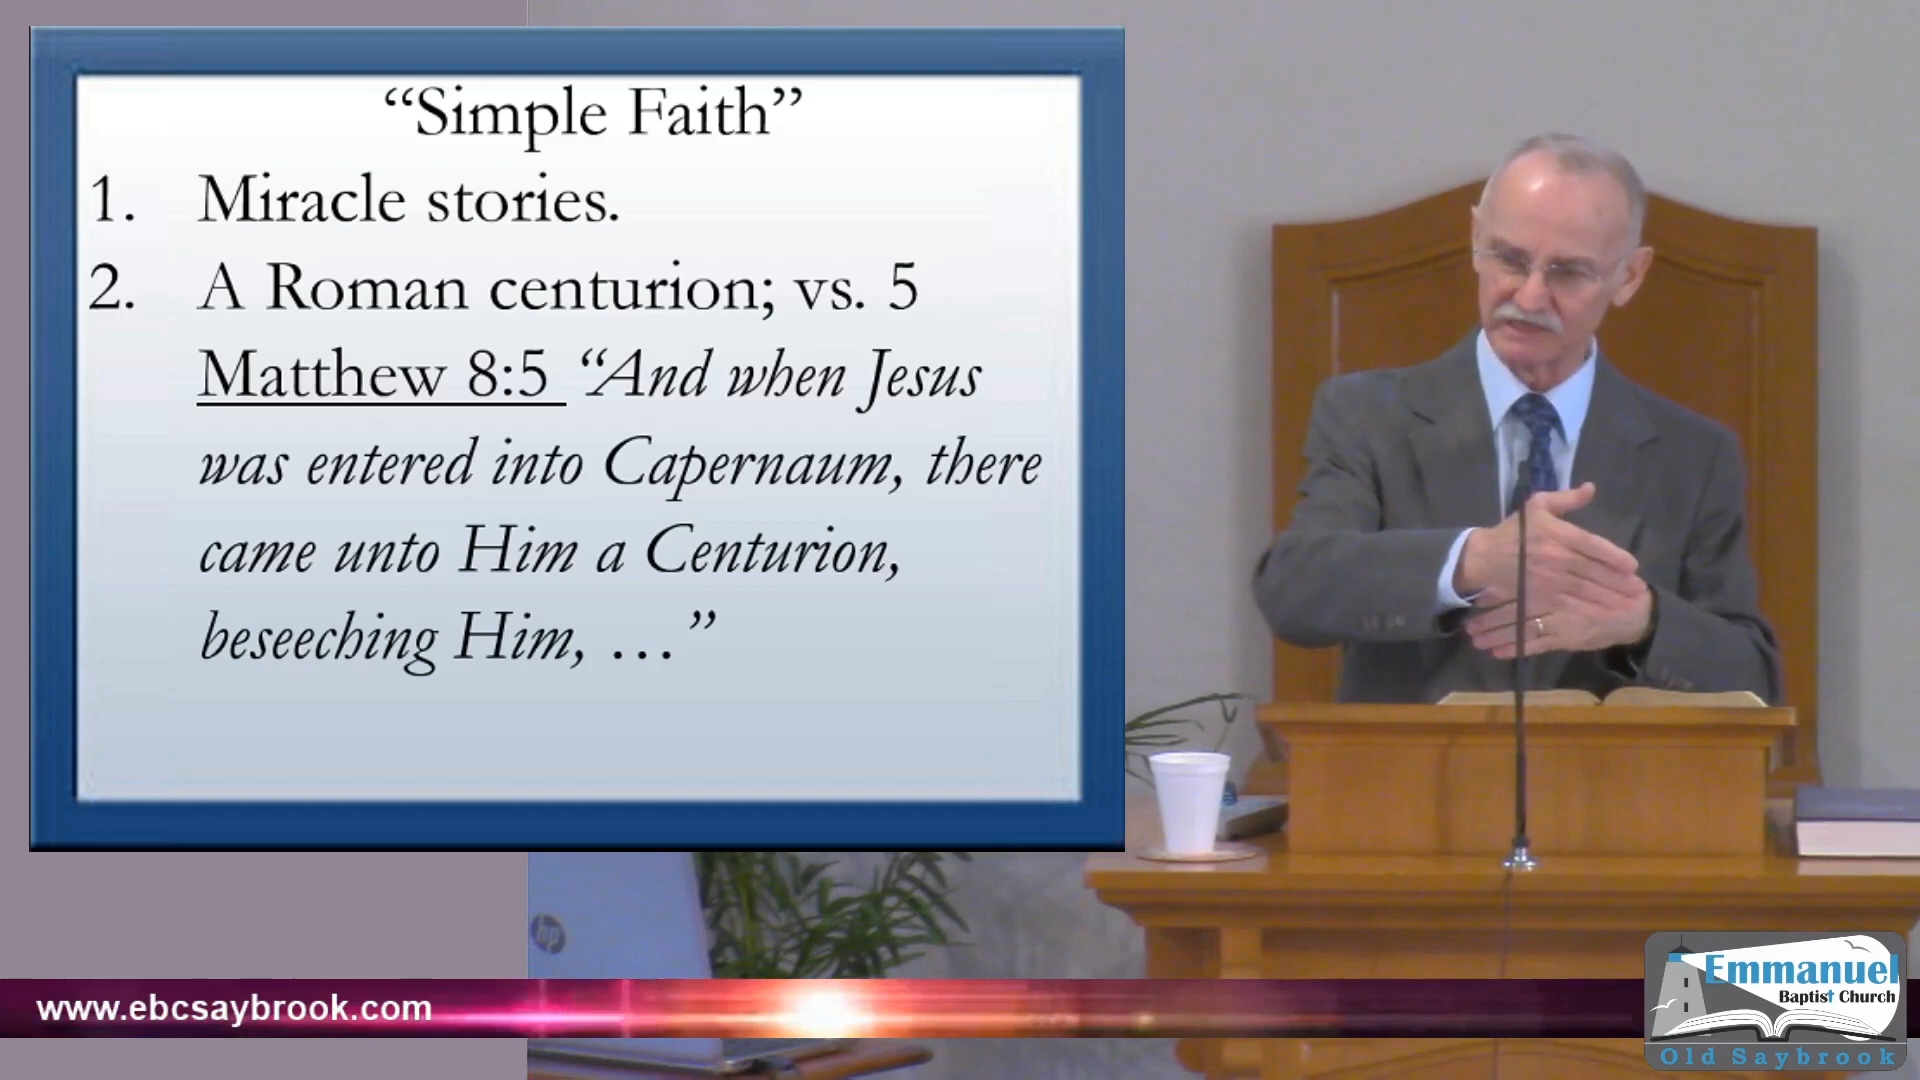 “Simple Faith”
1. Miracle stories.
2. A Roman centurion; vs. 5
Matthew 8:5 “And when Jesus
was entered into Capernaum, there
came unto Him a Centurion,
beseeching Him, …”
hp
www.ebcsaybrook.com
Emmanuel
Baptist Church
Old Saybrook